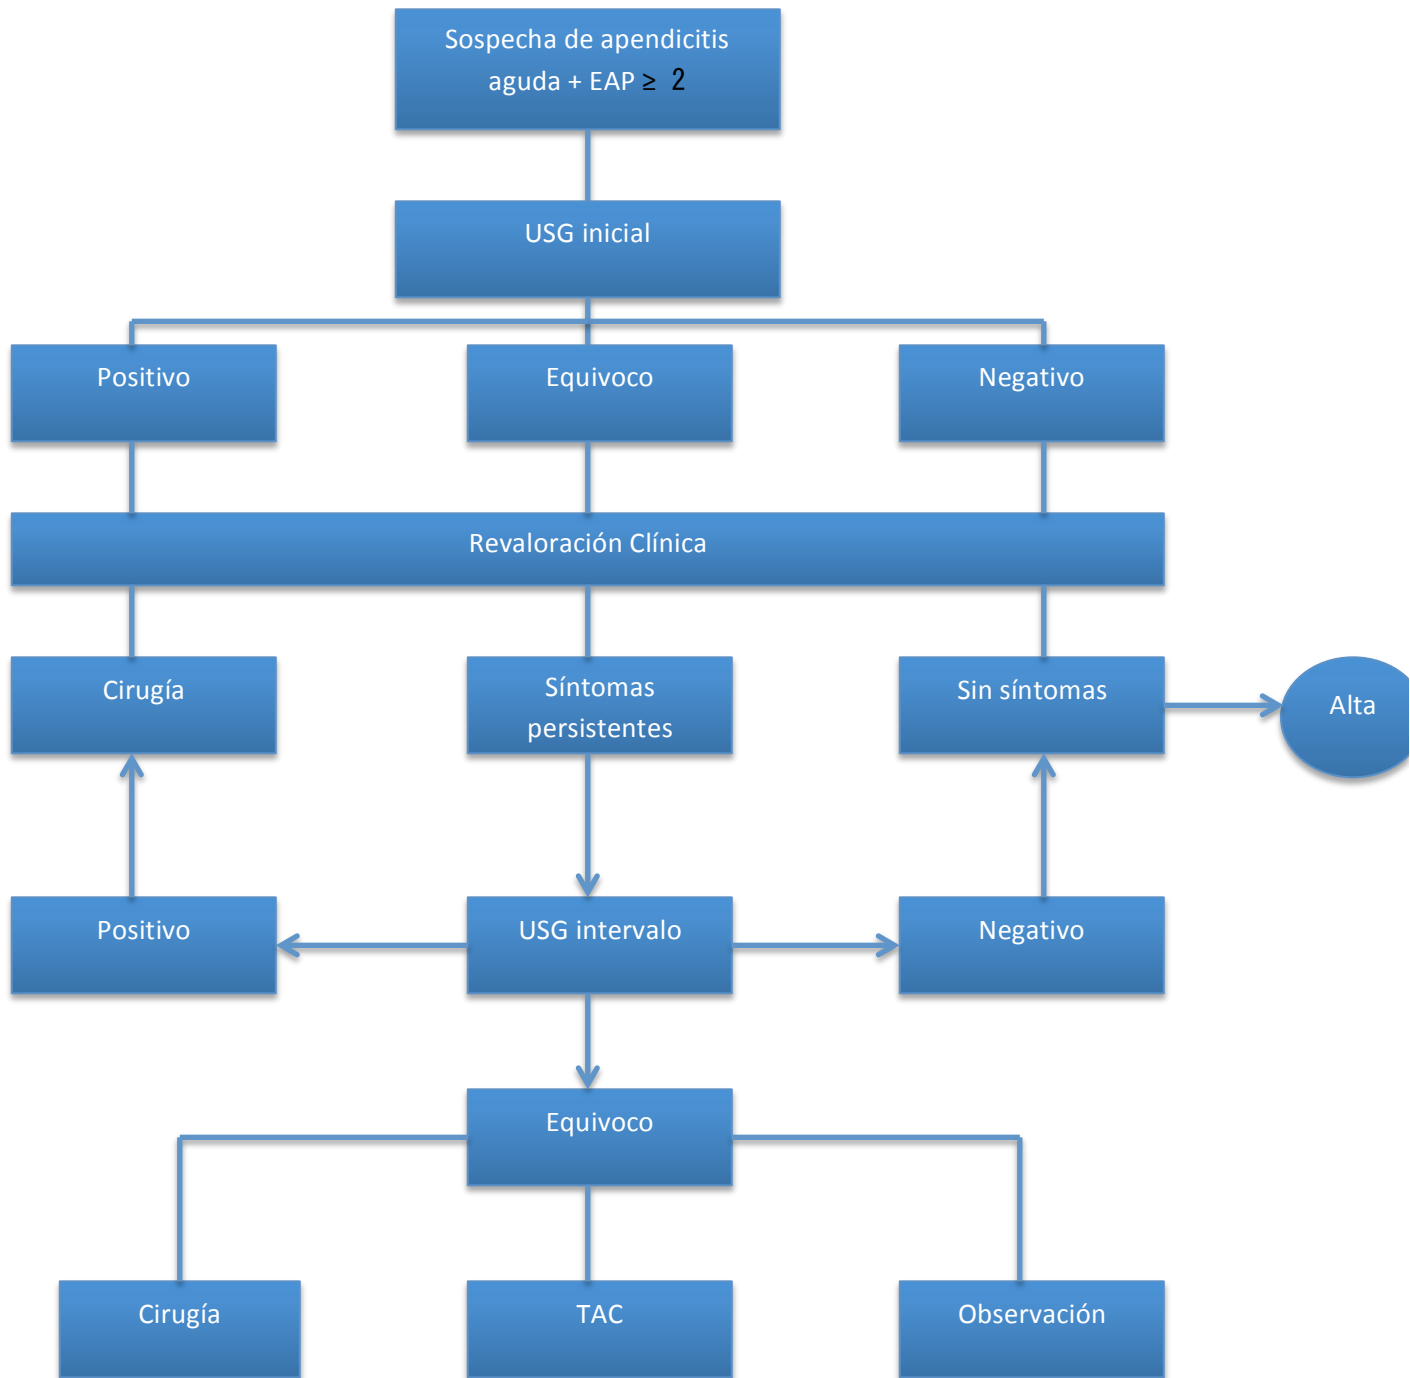 Sospecha de apendicitis
aguda + EAP ≥ 2
USG inicial
Positivo
Equivoco
Negativo
Revaloración Clínica
Cirugía
Síntomas
persistentes
Sin síntomas
Alta
Positivo
USG intervalo
Negativo
Equivoco
Cirugía
TAC
Observación